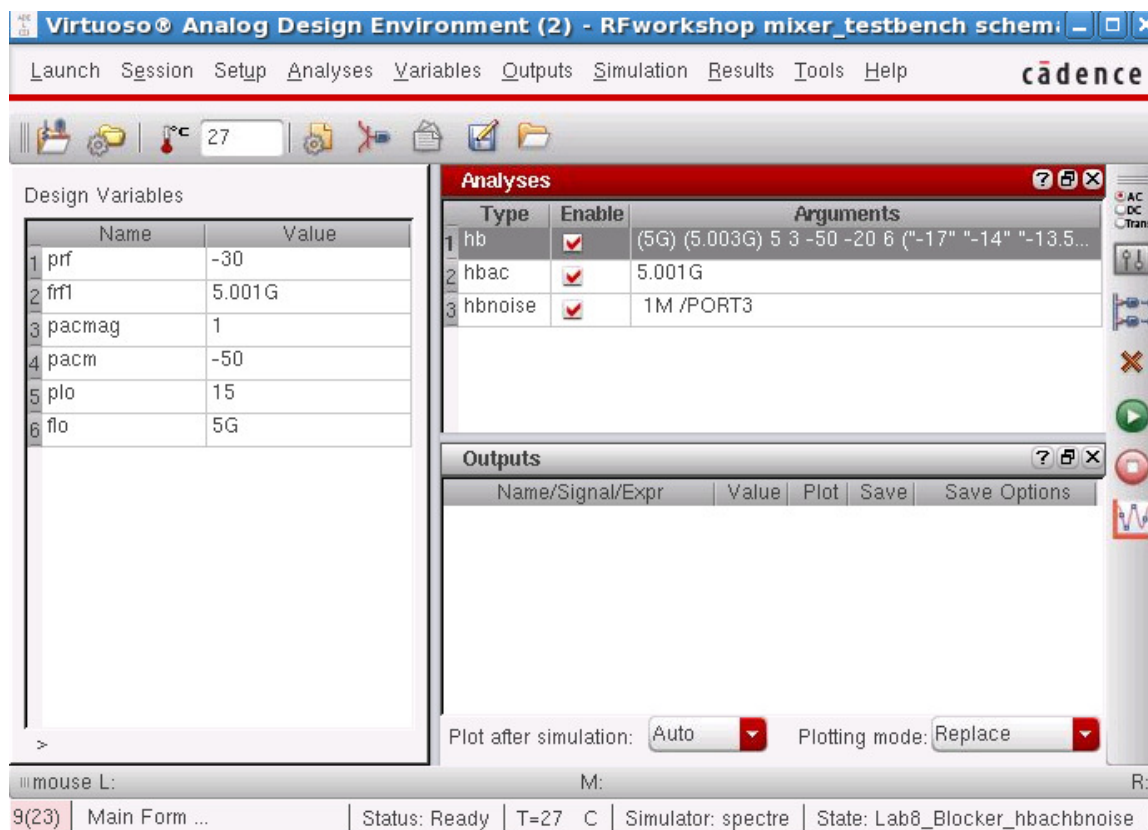 Virtuoso® Analog Design Environment (2) - RFworkshop mixer_testbench schema
Launch Session Setup Analyses Variables Outputs Simulation Results Tools Help cādence
°C 27
Design Variables
Name Value
1 prf -30
2 frf1 5.001G
3 pacmag 1
4 pacm -50
5 plo 15
6 flo 5G
>
Analyses
Type Enable Arguments
1 hb (5G) (5.003G) 5 3 -50 -20 6 ("-17" "-14" "-13.5...
2 hbac 5.001G
3 hbnoise 1M /PORT3
AC
DC
Trans
Outputs
Name/Signal/Expr Value Plot Save Save Options
Plot after simulation: Auto Plotting mode: Replace
mouse L: M: R:
9(23) Main Form ... Status: Ready T=27 C Simulator: spectre State: Lab8_Blocker_hbachbnoise